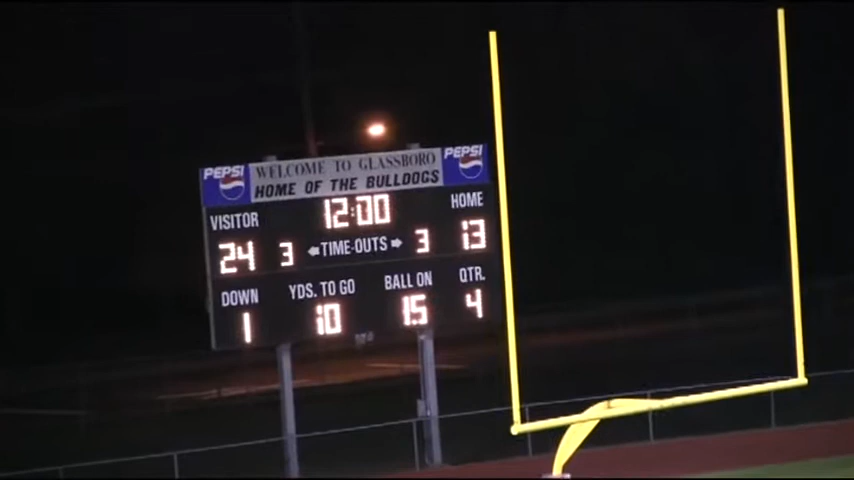 PEPSI WELCOME TO GLASSBORO PEPSI
HOME OF THE BULLDOGS
VISITOR 12:00 HOME
24 3 TIME-OUTS 3 13
DOWN YDS. TO GO BALL ON QTR.
1 10 15 4